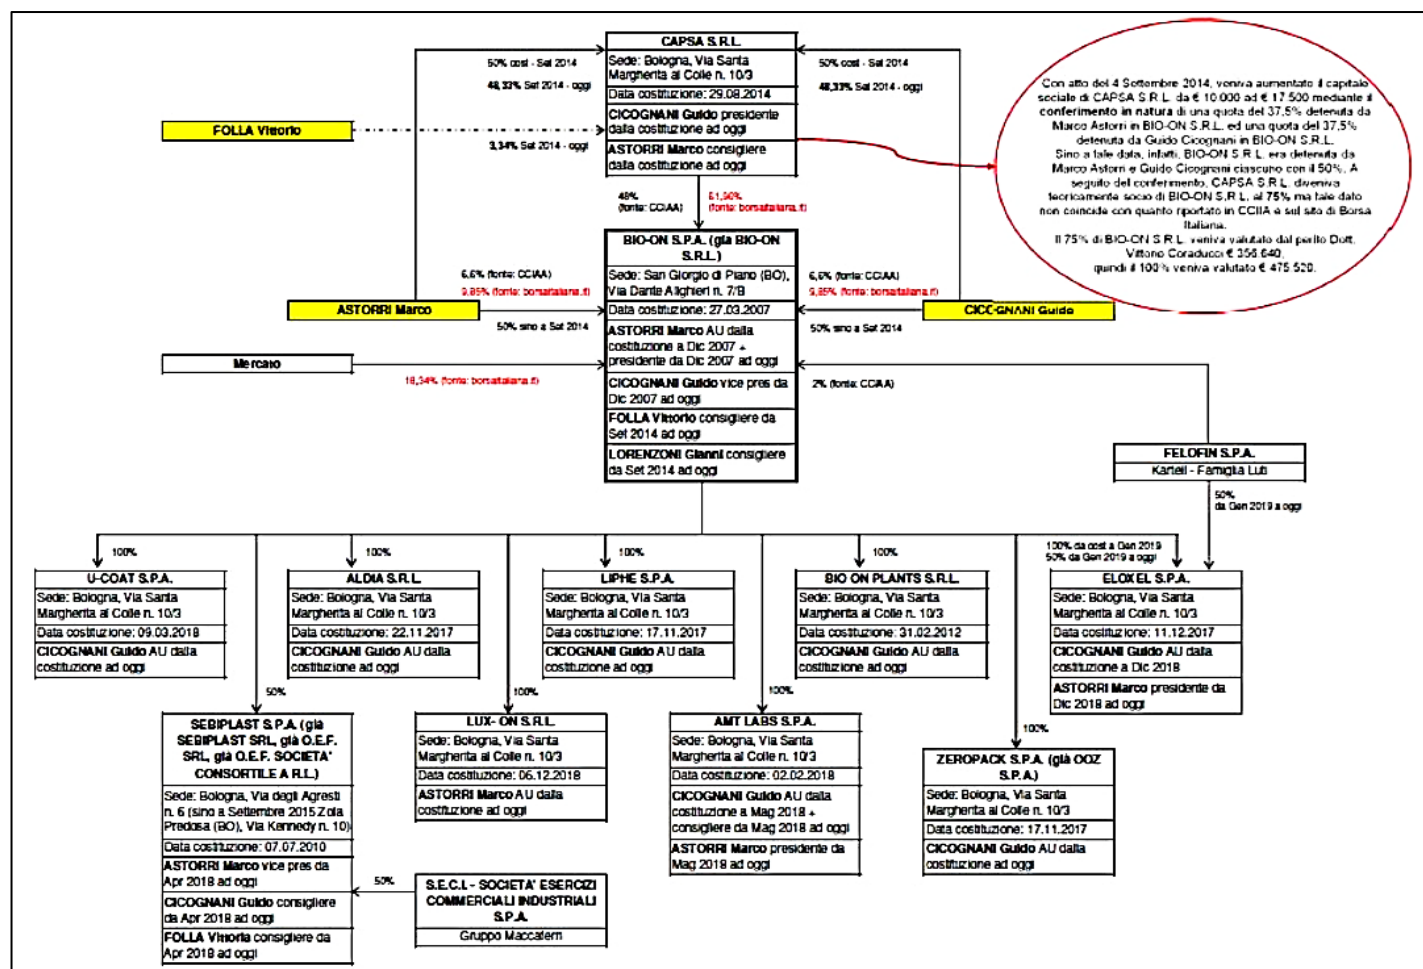 CAPSA S.R.L.
Sede: Bologna, Via Santa
Margherita al Colle n. 10/3
Data costituzione: 29.08.2014
CICOGNANI Guido presidente
dalla costituzione ad oggi
ASTORRI Marco consigliere
dalla costituzione ad oggi
50% cost - Set 2014
48,33% Set 2014 - oggi
50% cost - Set 2014
48,33% Set 2014 - oggi
FOLLA Vittorio
3,34% Set 2014 - oggi
Con atto del 4 Settembre 2014, veniva aumentato il capitale
sociale di CAPSA S.R.L. da € 10.000 ad € 17.500 mediante il
conferimento in natura di una quota del 37,5% detenuta da
Marco Astorri in BIO-ON S.R.L. ed una quota del 37,5%
detenuta da Guido Cicognani in BIO-ON S.R.L.
Sino a tale data, infatti, BIO-ON S.R.L. era detenuta da
Marco Astorri e Guido Cicognani ciascuno con il 50%. A
seguito del conferimento, CAPSA S.R.L. diveniva
teoricamente socio di BIO-ON S.R.L. al 75% ma tale dato
non coincide con quanto riportato in CCIIA e sul sito di Borsa
Italiana.
Il 75% di BIO-ON S.R.L. veniva valutato dal perito Dott.
Vittorio Coraducci € 356.640,
quindi il 100% veniva valutato € 475.520.
(fonte: CCIAA)
(fonte: borsaitaliana.it)
BIO-ON S.P.A. (già BIO-ON
S.R.L.)
Sede: San Giorgio di Piano (BO),
Via Dante Alighieri n. 7/B
Data costituzione: 27.03.2007
ASTORRI Marco AU dalla
costituzione a Dic 2007 +
presidente da Dic 2007 ad oggi
CICOGNANI Guido vice pres da
Dic 2007 ad oggi
FOLLA Vittorio consigliere da
Set 2014 ad oggi
LORENZONI Gianni consigliere
da Set 2014 ad oggi
6,6% (fonte: CCIAA)
9,85% (fonte: borsaitaliana.it)
ASTORRI Marco
50% sino a Set 2014
6,6% (fonte: CCIAA)
9,85% (fonte: borsaitaliana.it)
CICOGNANI Guido
50% sino a Set 2014
Mercato
18,34% (fonte: borsaitaliana.it)
2% (fonte: CCIAA)
FELOFIN S.P.A.
Kartell - Famiglia Luti
50%
da Gen 2019 a oggi
100%
U-COAT S.P.A.
Sede: Bologna, Via Santa
Margherita al Colle n. 10/3
Data costituzione: 09.03.2018
CICOGNANI Guido AU dalla
costituzione ad oggi
100%
ALDIA S.R.L.
Sede: Bologna, Via Santa
Margherita al Colle n. 10/3
Data costituzione: 22.11.2017
CICOGNANI Guido AU dalla
costituzione ad oggi
100%
LIPHE S.P.A.
Sede: Bologna, Via Santa
Margherita al Colle n. 10/3
Data costituzione: 17.11.2017
CICOGNANI Guido AU dalla
costituzione ad oggi
100%
BIO ON PLANTS S.R.L.
Sede: Bologna, Via Santa
Margherita al Colle n. 10/3
Data costituzione: 31.02.2012
CICOGNANI Guido AU dalla
costituzione ad oggi
100% da cost a Gen 2019
50% da Gen 2019 a oggi
ELOXEL S.P.A.
Sede: Bologna, Via Santa
Margherita al Colle n. 10/3
Data costituzione: 11.12.2017
CICOGNANI Guido AU dalla
costituzione a Dic 2018
ASTORRI Marco presidente da
Dic 2018 ad oggi
50%
SEBIPLAST S.P.A. (già
SEBIPLAST SRL, già O.E.F.
SRL, già O.E.F. SOCIETA'
CONSORTILE A R.L.)
Sede: Bologna, Via degli Agresti
n. 6 (sino a Settembre 2015 Zola
Predosa (BO), Via Kennedy n. 10)
Data costituzione: 07.07.2010
ASTORRI Marco vice pres da
Apr 2018 ad oggi
CICOGNANI Guido consigliere
da Apr 2018 ad oggi
FOLLA Vittorio consigliere da
Apr 2018 ad oggi
100%
LUX- ON S.R.L.
Sede: Bologna, Via Santa
Margherita al Colle n. 10/3
Data costituzione: 06.12.2018
ASTORRI Marco AU dalla
costituzione ad oggi
50%
S.E.C.I. - SOCIETA' ESERCIZI
COMMERCIALI INDUSTRIALI
S.P.A.
Gruppo Maccaferri
100%
AMT LABS S.P.A.
Sede: Bologna, Via Santa
Margherita al Colle n. 10/3
Data costituzione: 02.02.2018
CICOGNANI Guido AU dalla
costituzione a Mag 2018 +
consigliere da Mag 2018 ad oggi
ASTORRI Marco presidente da
Mag 2018 ad oggi
100%
ZEROPACK S.P.A. (già OOZ
S.P.A.)
Sede: Bologna, Via Santa
Margherita al Colle n. 10/3
Data costituzione: 17.11.2017
CICOGNANI Guido AU dalla
costituzione ad oggi